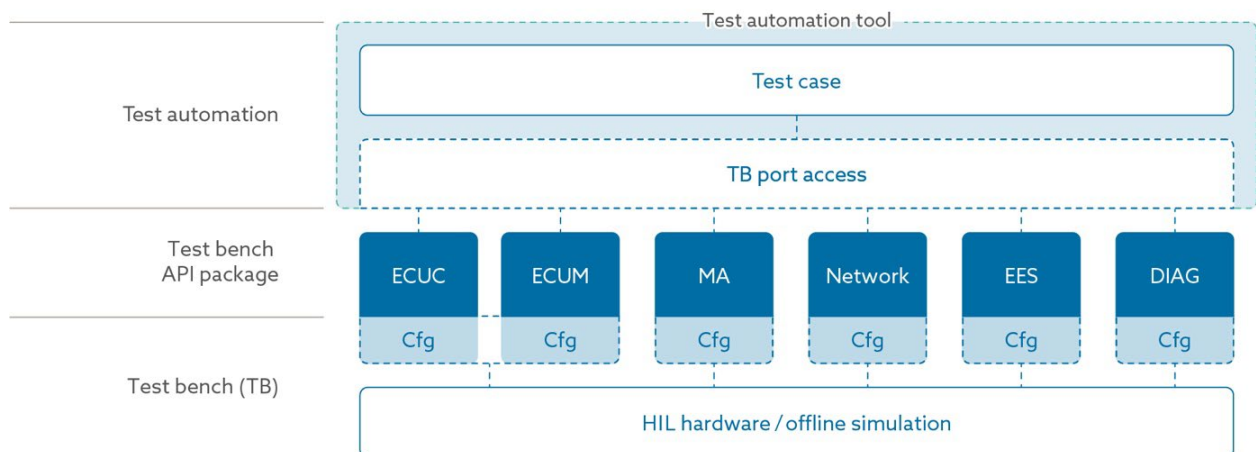 Test automation tool
Test case
Test automation
TB port access
Test bench
API package
ECUC ECUM MA Network EES DIAG
Cfg Cfg Cfg Cfg Cfg Cfg
Test bench (TB)
HIL hardware / offline simulation